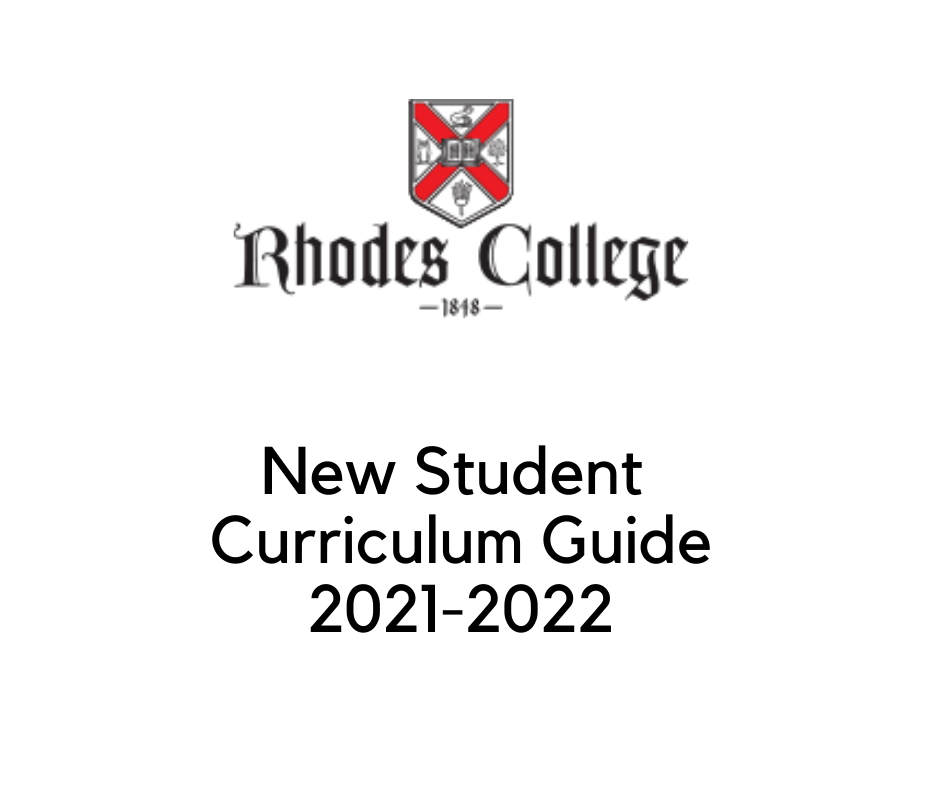 Rhodes College
—1848—
New Student
Curriculum Guide
2021-2022